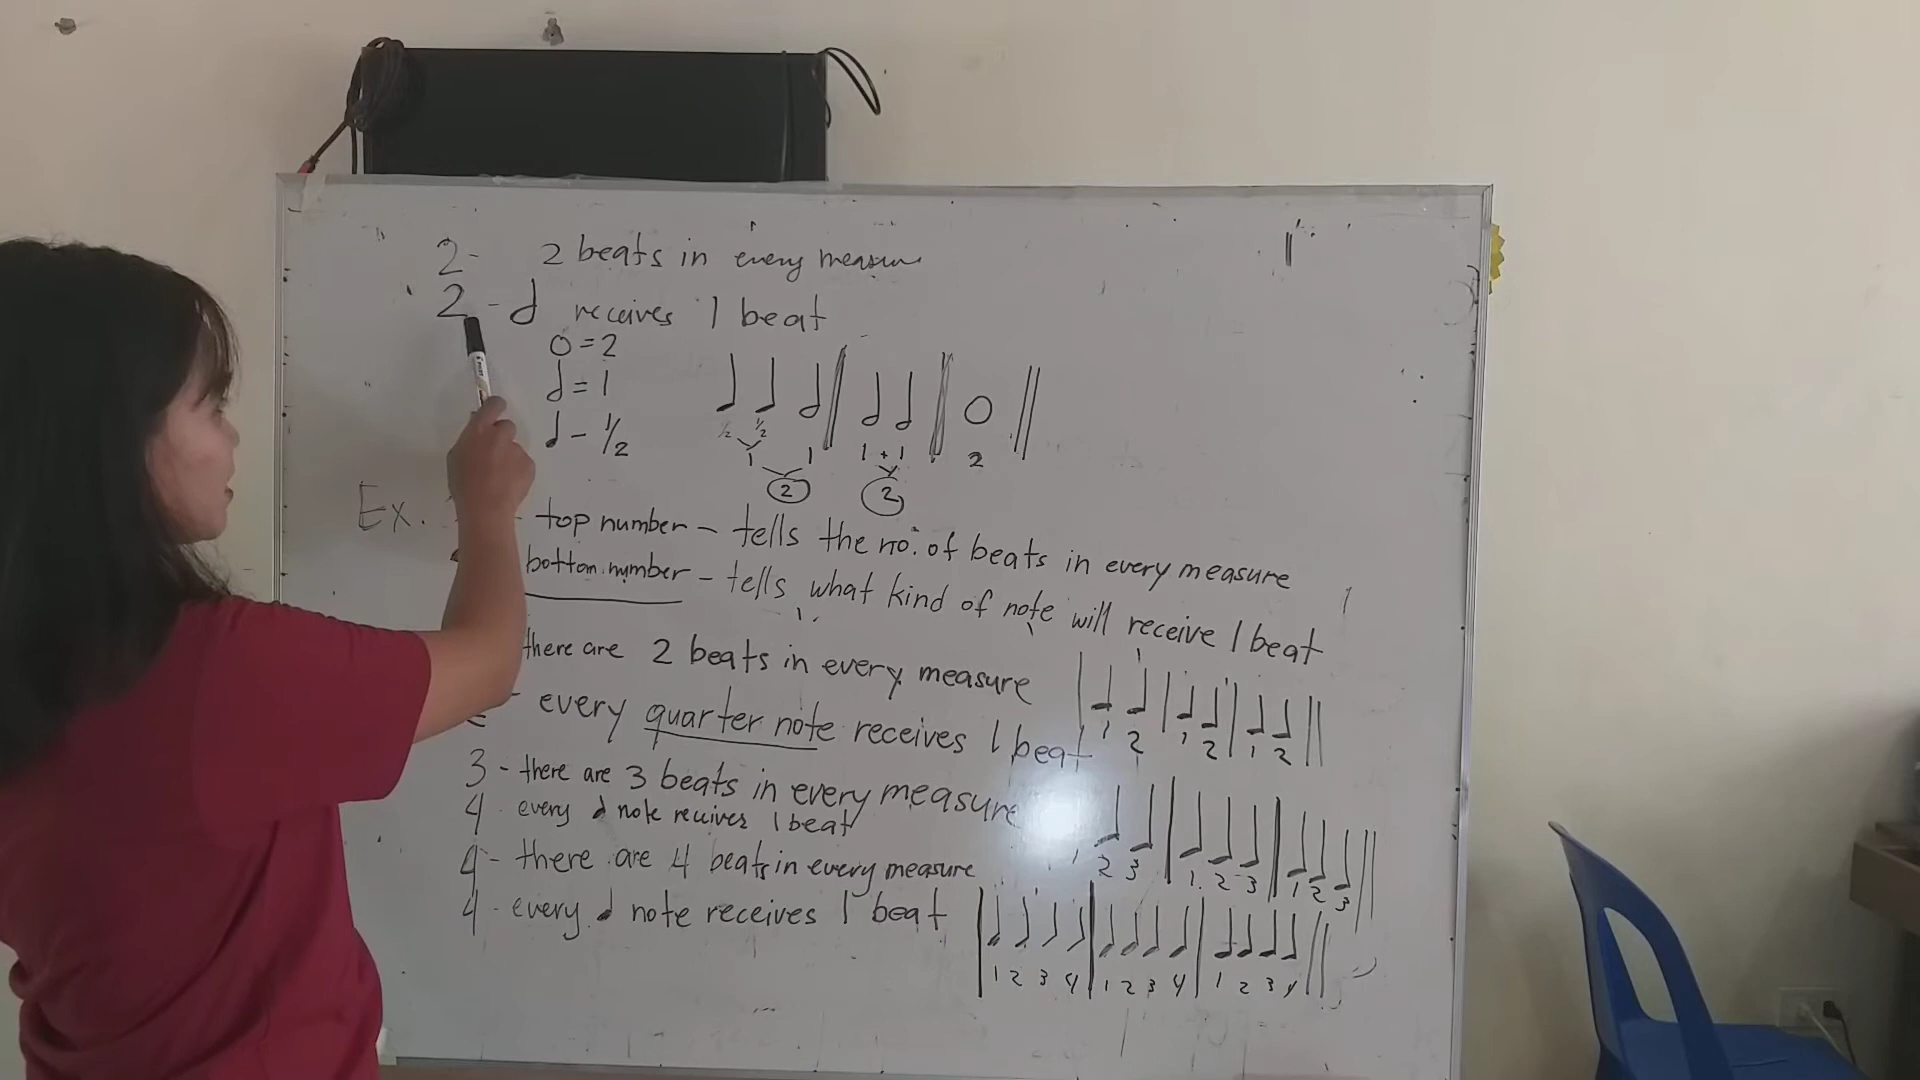 2 - 2 beats in every measure
2 - 𝅗𝅥 receives 1 beat
𝅝 = 2
𝅗𝅥 = 1
♩ - 1/2
1/2 1/2
1 1 1 + 1 2
2 2
Ex. - top number - tells the no. of beats in every measure
bottom number - tells what kind of note will receive 1 beat
there are 2 beats in every measure
- every quarter note receives 1 beat
1 2 1 2 1 2
3 - there are 3 beats in every measure
4 every ♩ note receives 1 beat
2 3 1 2 3 1 2 3
4 - there are 4 beats in every measure
4 - every ♩ note receives 1 beat
1 2 3 4 1 2 3 4 1 2 3 4